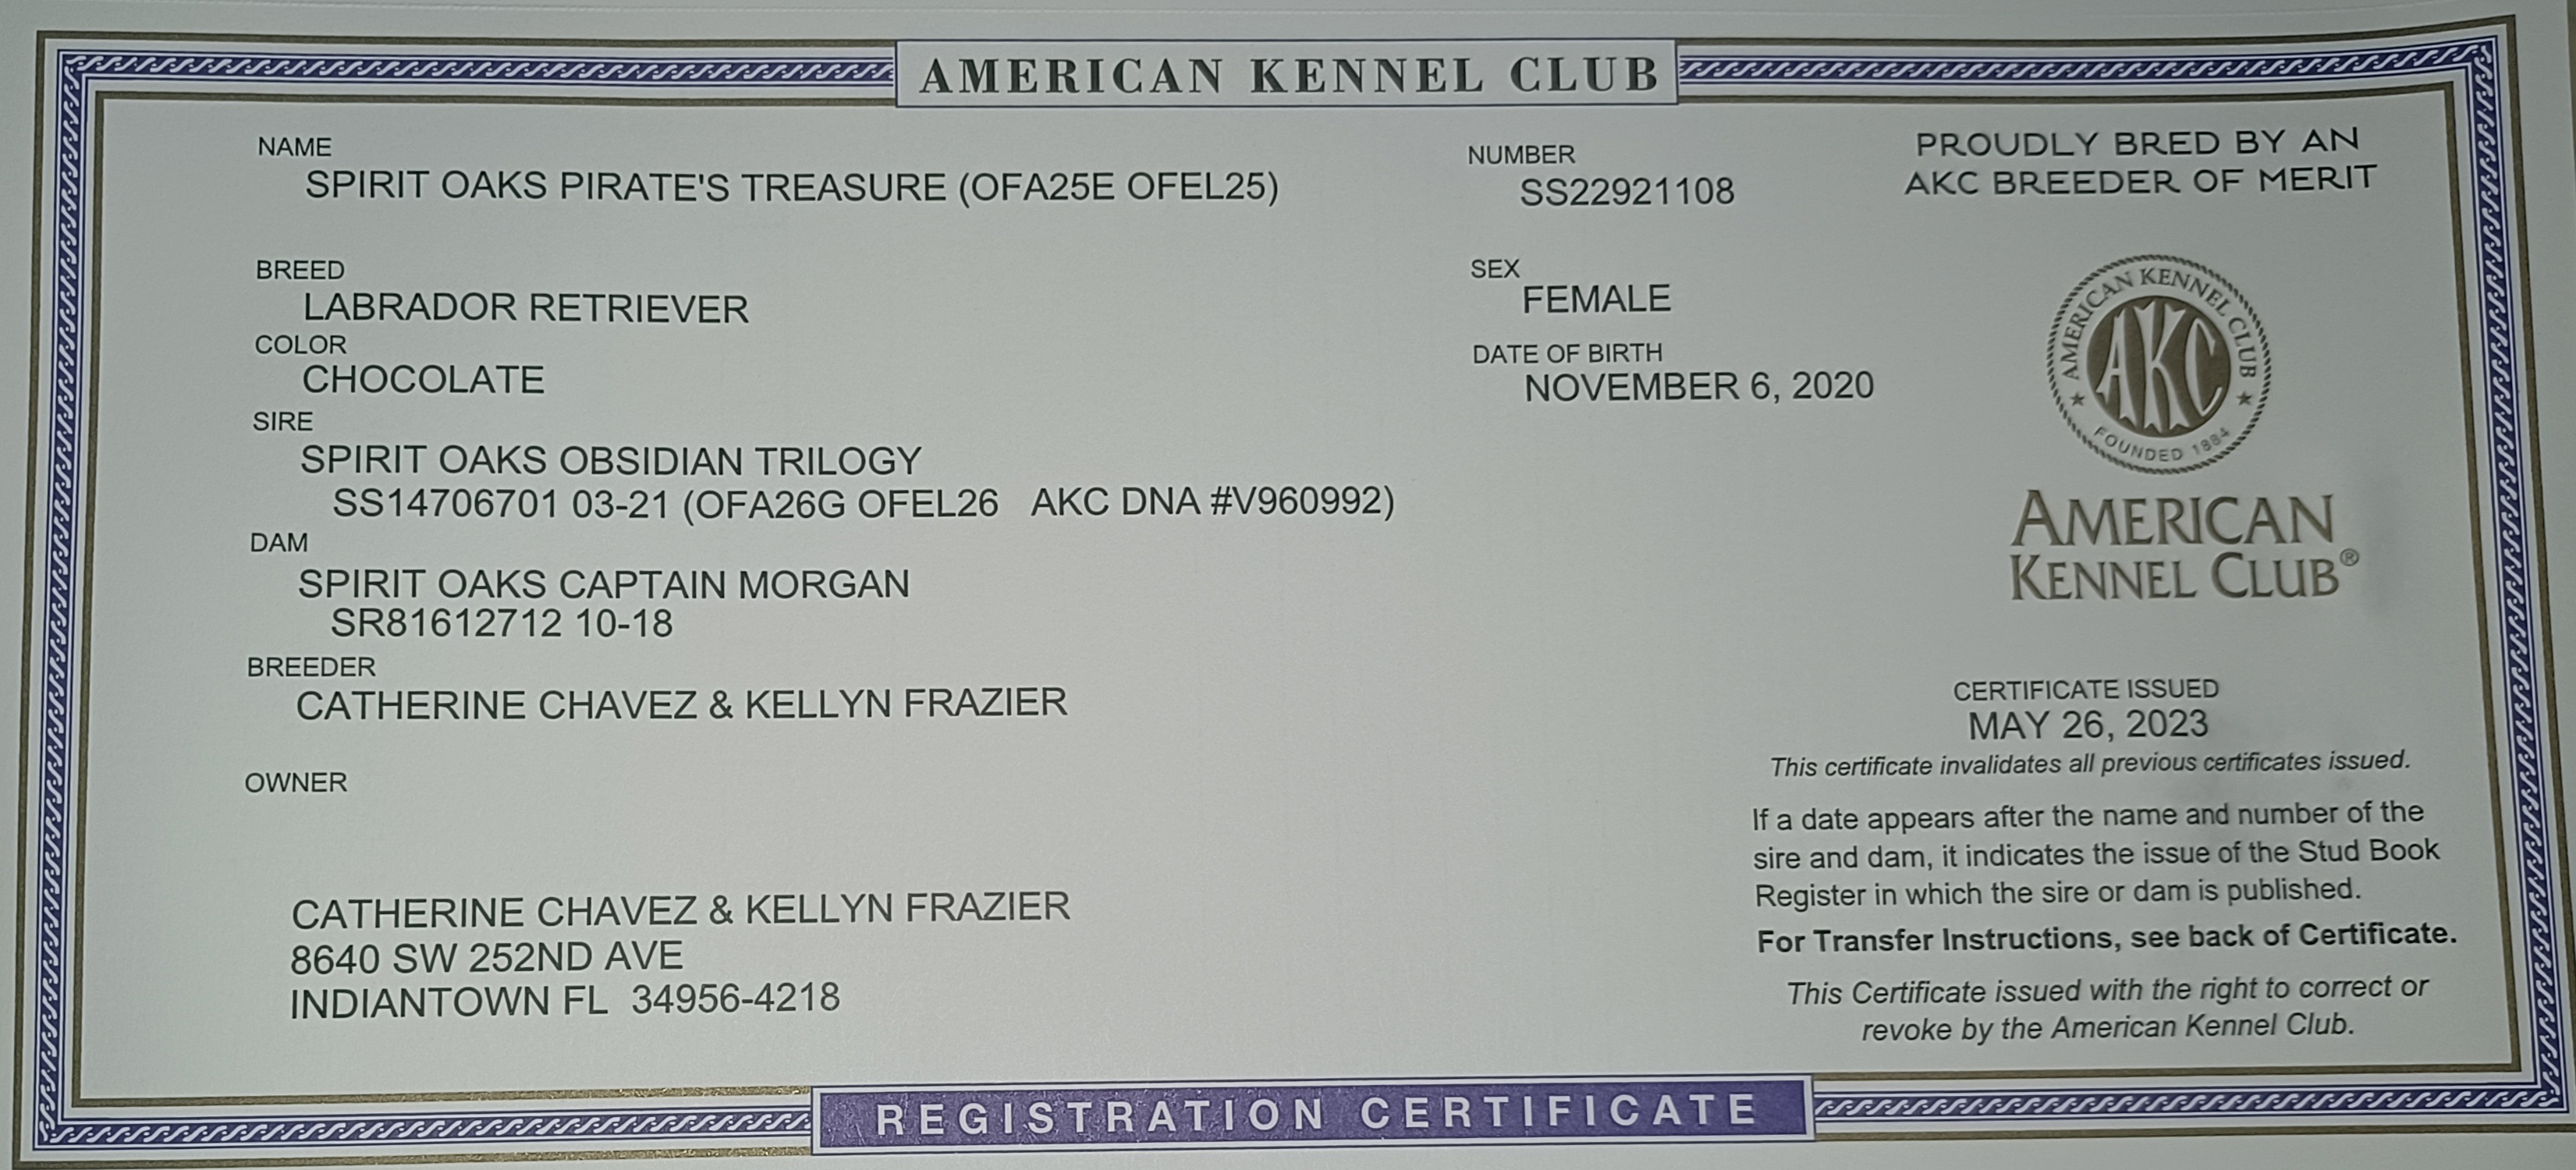 AMERICAN KENNEL CLUB
NAME
SPIRIT OAKS PIRATE'S TREASURE (OFA25E OFEL25)
NUMBER
SS22921108
PROUDLY BRED BY AN
AKC BREEDER OF MERIT
BREED
LABRADOR RETRIEVER
SEX
FEMALE
COLOR
CHOCOLATE
DATE OF BIRTH
NOVEMBER 6, 2020
SIRE
SPIRIT OAKS OBSIDIAN TRILOGY
SS14706701 03-21 (OFA26G OFEL26 AKC DNA #V960992)
DAM
SPIRIT OAKS CAPTAIN MORGAN
SR81612712 10-18
BREEDER
CATHERINE CHAVEZ & KELLYN FRAZIER
OWNER
CATHERINE CHAVEZ & KELLYN FRAZIER
8640 SW 252ND AVE
INDIANTOWN FL 34956-4218
★ AMERICAN KENNEL CLUB ★
AKC
FOUNDED 1884
AMERICAN
KENNEL CLUB®
CERTIFICATE ISSUED
MAY 26, 2023
This certificate invalidates all previous certificates issued.
If a date appears after the name and number of the
sire and dam, it indicates the issue of the Stud Book
Register in which the sire or dam is published.
For Transfer Instructions, see back of Certificate.
This Certificate issued with the right to correct or
revoke by the American Kennel Club.
REGISTRATION CERTIFICATE